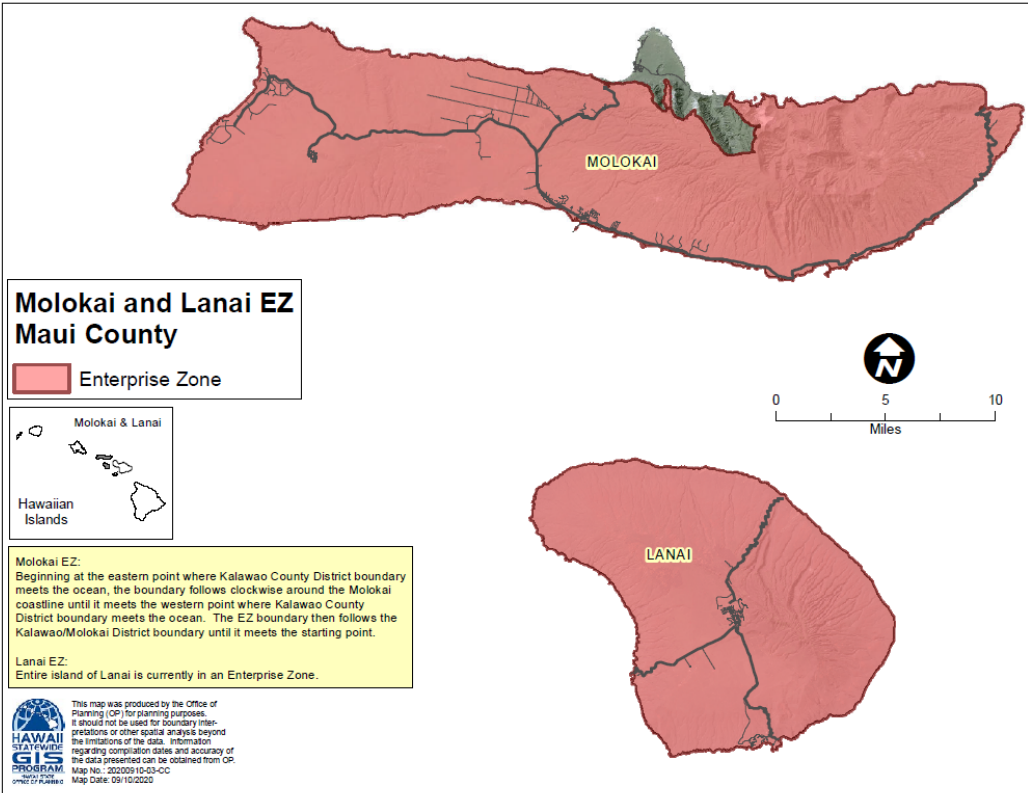 MOLOKAI
Molokai and Lanai EZ
Maui County
Enterprise Zone
N
0 5 10
Miles
Molokai & Lanai
Hawaiian
Islands
LANAI
Molokai EZ:
Beginning at the eastern point where Kalawao County District boundary
meets the ocean, the boundary follows clockwise around the Molokai
coastline until it meets the western point where Kalawao County
District boundary meets the ocean.  The EZ boundary then follows the
Kalawao/Molokai District boundary until it meets the starting point.
Lanai EZ:
Entire island of Lanai is currently in an Enterprise Zone.
HAWAII
STATEWIDE
GIS
PROGRAM
HAWAII STATE
OFFICE OF PLANNING
This map was produced by the Office of
Planning (OP) for planning purposes.
It should not be used for boundary inter-
pretations or other spatial analysis beyond
the limitations of the data.  Information
regarding compilation dates and accuracy of
the data presented can be obtained from OP.
Map No.: 20200910-03-CC
Map Date: 09/10/2020